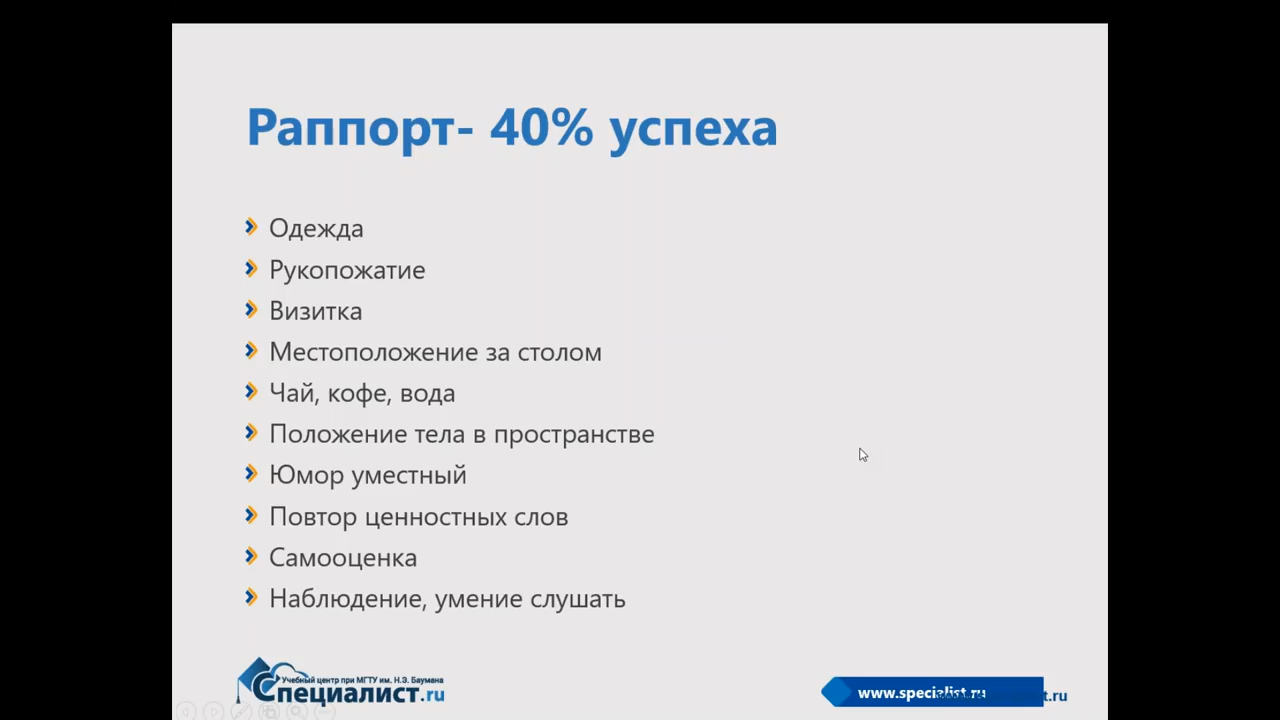 Раппорт- 40% успеха
Одежда
Рукопожатие
Визитка
Местоположение за столом
Чай, кофе, вода
Положение тела в пространстве
Юмор уместный
Повтор ценностных слов
Самооценка
Наблюдение, умение слушать
Учебный центр при МГТУ им. Н.Э. Баумана
Специалист.ru
www.specialist.ru
t.ru